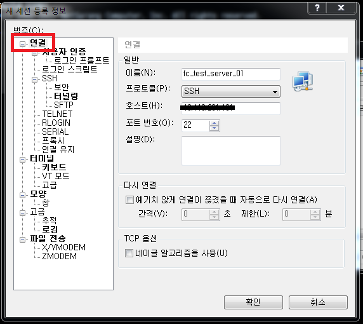 새 세션 등록 정보
범주(C):
연결
사용자 인증
로그인 프롬프트
로그인 스크립트
SSH
보안
터널링
SFTP
TELNET
RLOGIN
SERIAL
프록시
연결 유지
터미널
키보드
VT 모드
고급
모양
창
고급
추적
로깅
파일 전송
X/YMODEM
ZMODEM
연결
일반
이름(N): tc_test_server_01
프로토콜(P): SSH
호스트(H):
포트 번호(O): 22
설명(D):
다시 연결
예기치 않게 연결이 끊겼을 때 자동으로 다시 연결(A)
간격(V): 0 초 제한(L): 0 분
TCP 옵션
네이글 알고리즘을 사용(U)
확인 취소